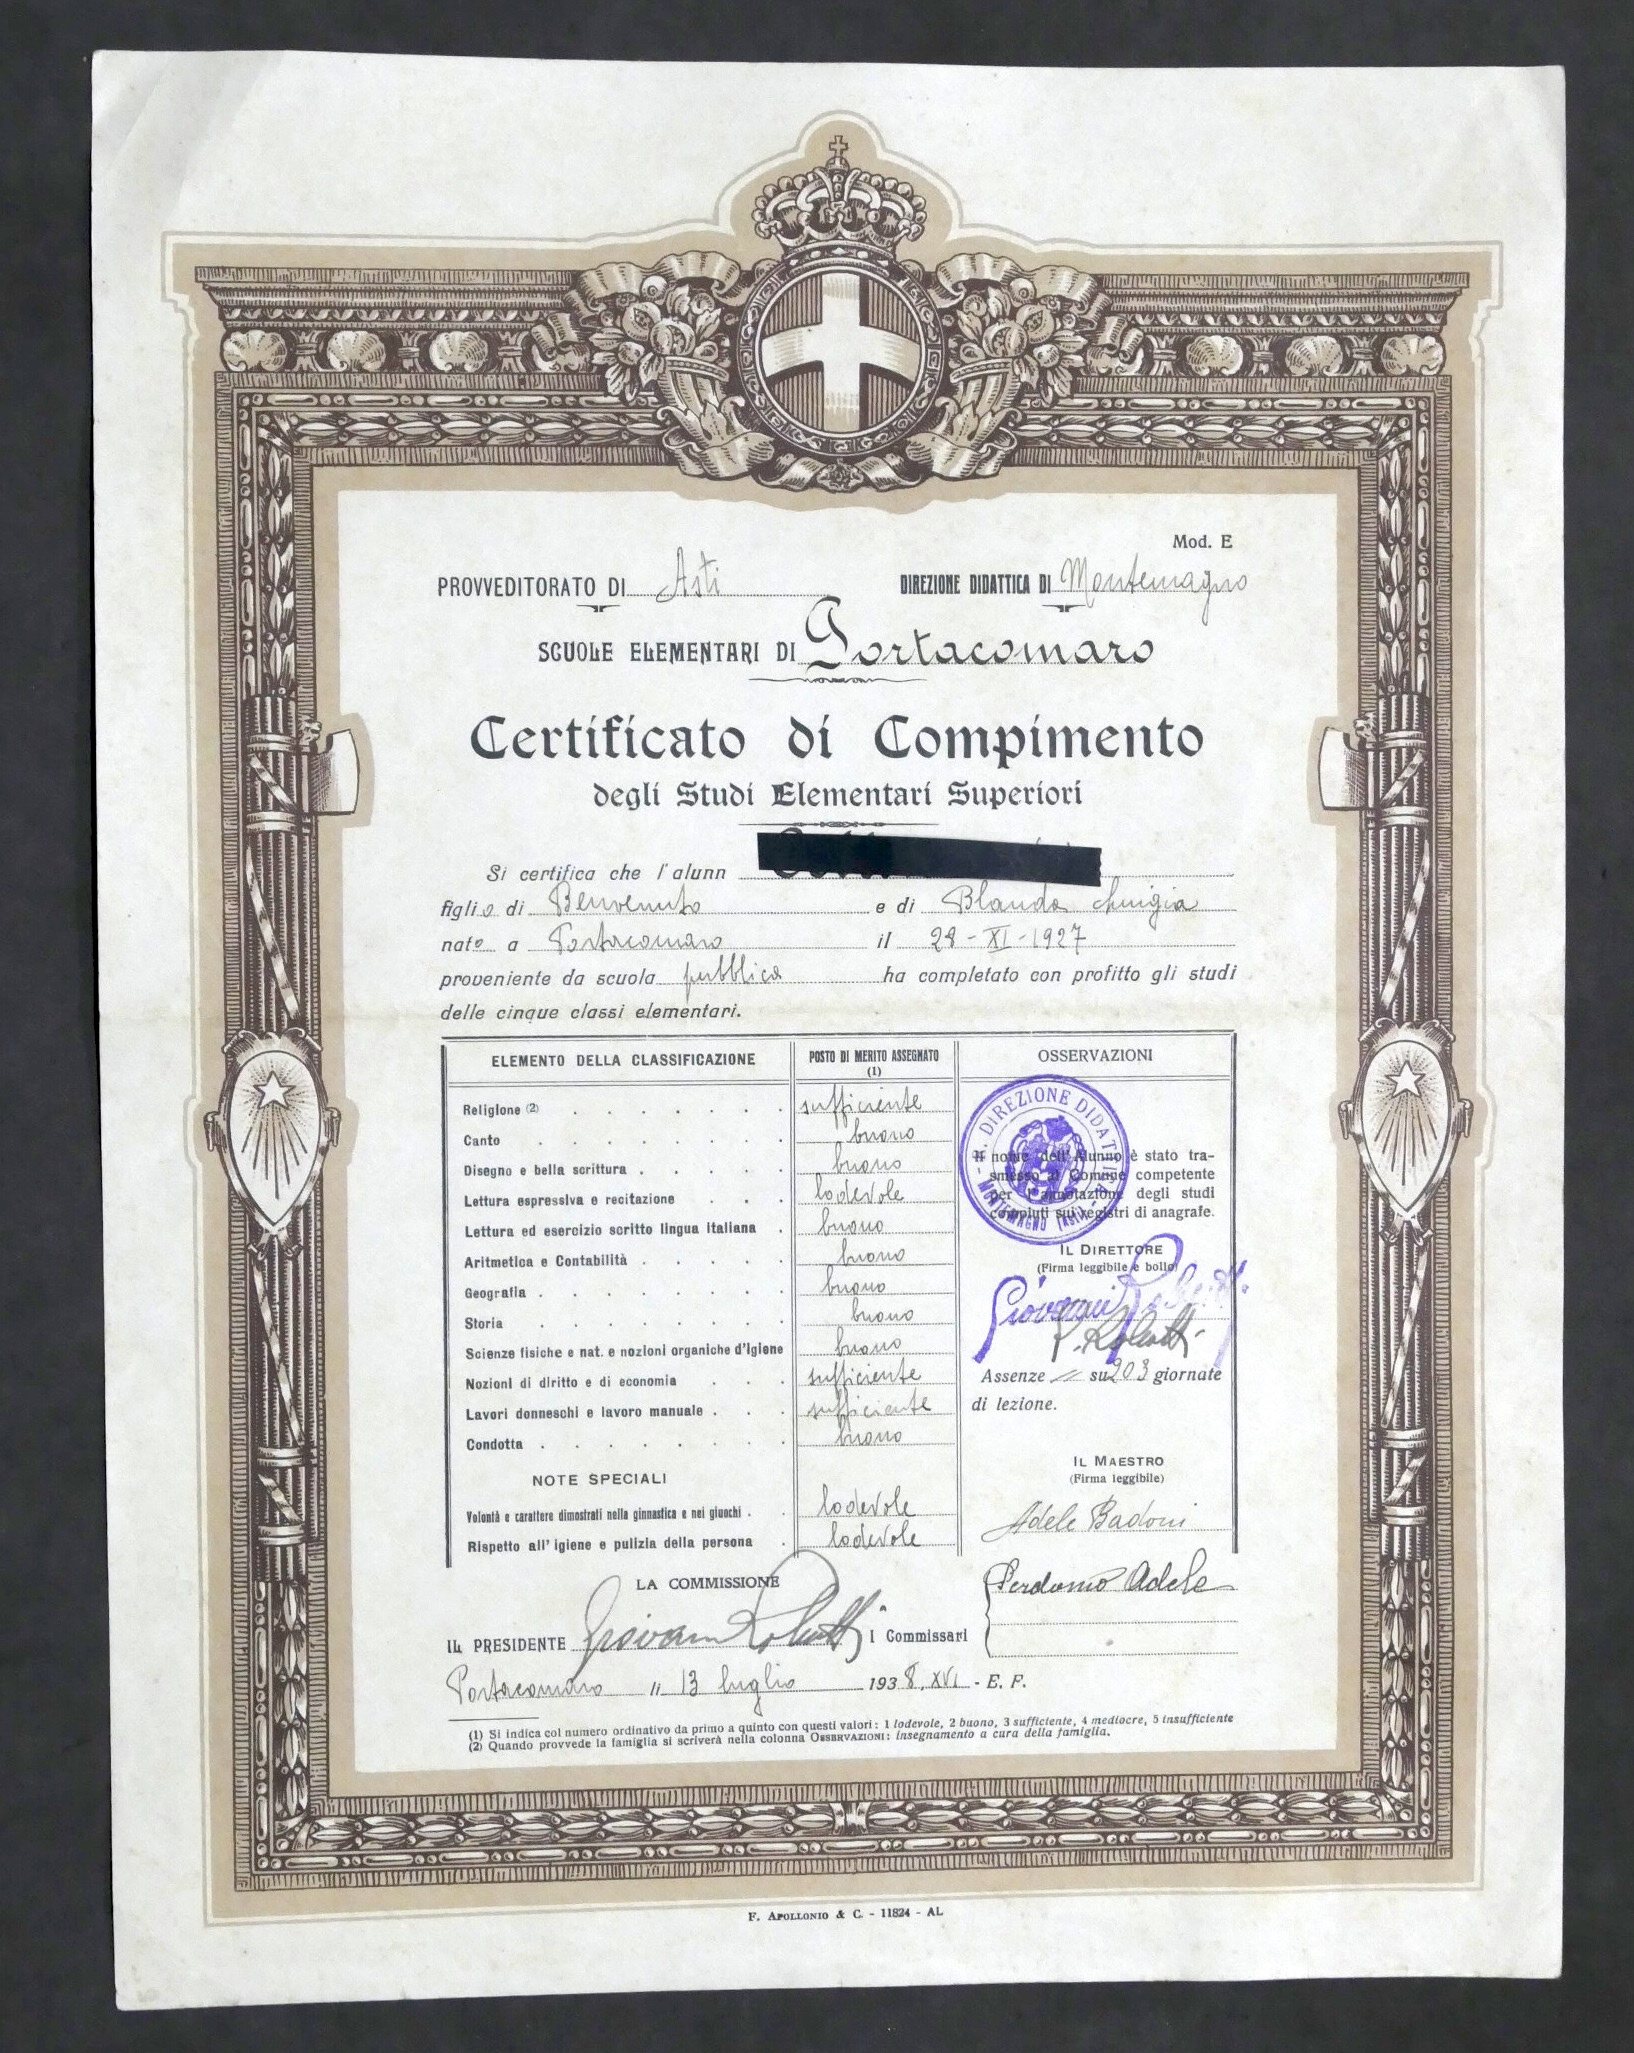 Mod. E
PROVVEDITORATO DI Asti DIREZIONE DIDATTICA DI Montemagno
SCUOLE ELEMENTARI DI Portacomaro
Certificato di Compimento
degli Studi Elementari Superiori
Si certifica che l'alunn
figlio di Benvenuto e di Blanda Luigia
nato a Portacomaro il 28-XI-1927
proveniente da scuola pubblica ha completato con profitto gli studi
delle cinque classi elementari.
ELEMENTO DELLA CLASSIFICAZIONE POSTO DI MERITO ASSEGNATO OSSERVAZIONI
(1)
Religione (2) sufficiente
Canto buono
Disegno e bella scrittura buono
Lettura espressiva e recitazione lodevole
Lettura ed esercizio scritto lingua italiana buono
Aritmetica e Contabilità buono
Geografia buono
Storia buono
Scienze fisiche e nat. e nozioni organiche d'igiene buono
Nozioni di diritto e di economia sufficiente
Lavori donneschi e lavoro manuale sufficiente
Condotta buono
NOTE SPECIALI
Volontà e carattere dimostrati nella ginnastica e nei giuochi lodevole
Rispetto all'igiene e pulizia della persona lodevole
R. DIREZIONE DIDATTICA - MONTEMAGNO (ASTI) -
Il nome dell'Alunno è stato tra-
smesso al Comune competente
per l'annotazione degli studi
compiuti sui registri di anagrafe.
IL DIRETTORE
(Firma leggibile e bollo)
Giovanni
Assenze // su 203 giornate
di lezione.
IL MAESTRO
(Firma leggibile)
Adele Badoni
LA COMMISSIONE
IL PRESIDENTE Giovanni I Commissari
Perdomo Adele
Portacomaro li 13 luglio 1938, XVI - E. F.
(1) Si indica col numero ordinativo da primo a quinto con questi valori: 1 lodevole, 2 buono, 3 sufficiente, 4 mediocre, 5 insufficiente
(2) Quando provvede la famiglia si scriverà nella colonna OSSERVAZIONI: insegnamento a cura della famiglia.
F. APOLLONIO & C. - 11824 - AL